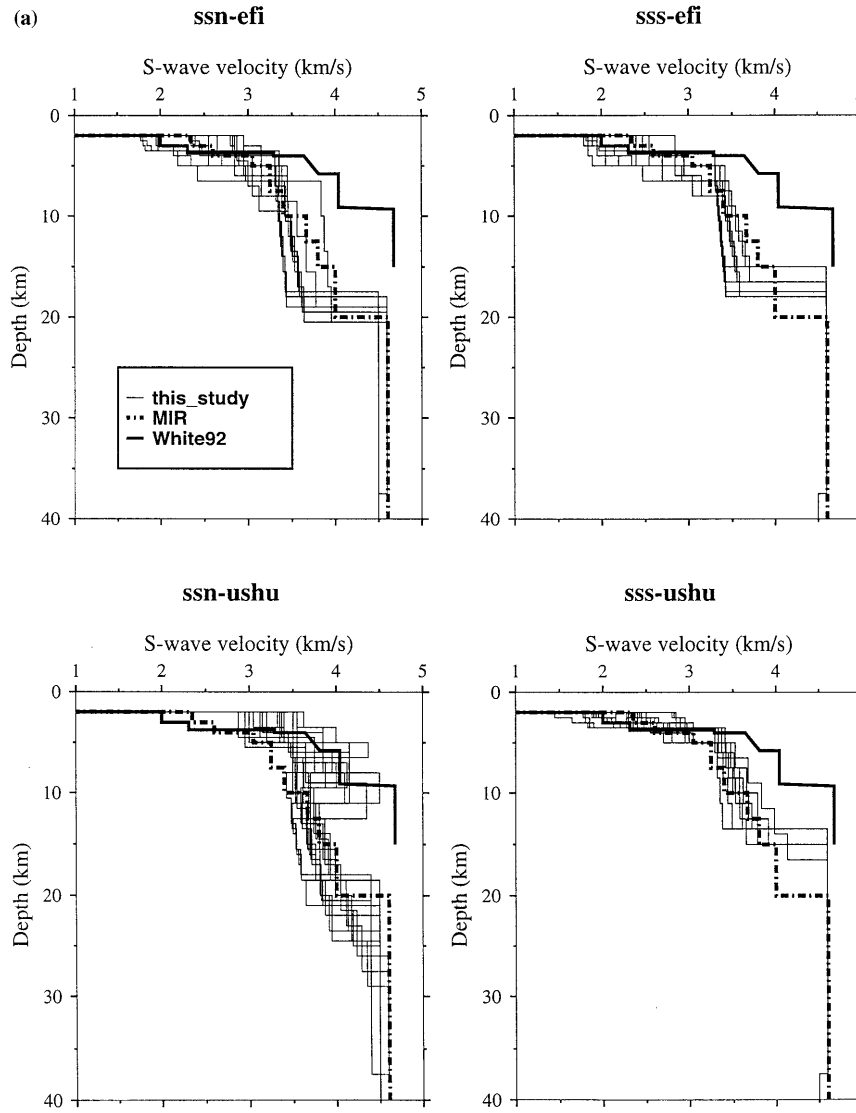 (a)
ssn-efi
S-wave velocity (km/s)
1 2 3 4 5
0
10
20
30
40
Depth (km)
this_study
MIR
White92
sss-efi
S-wave velocity (km/s)
1 2 3 4
0
10
20
30
40
Depth (km)
ssn-ushu
S-wave velocity (km/s)
1 2 3 4 5
0
10
20
30
40
Depth (km)
sss-ushu
S-wave velocity (km/s)
1 2 3 4
0
10
20
30
40
Depth (km)